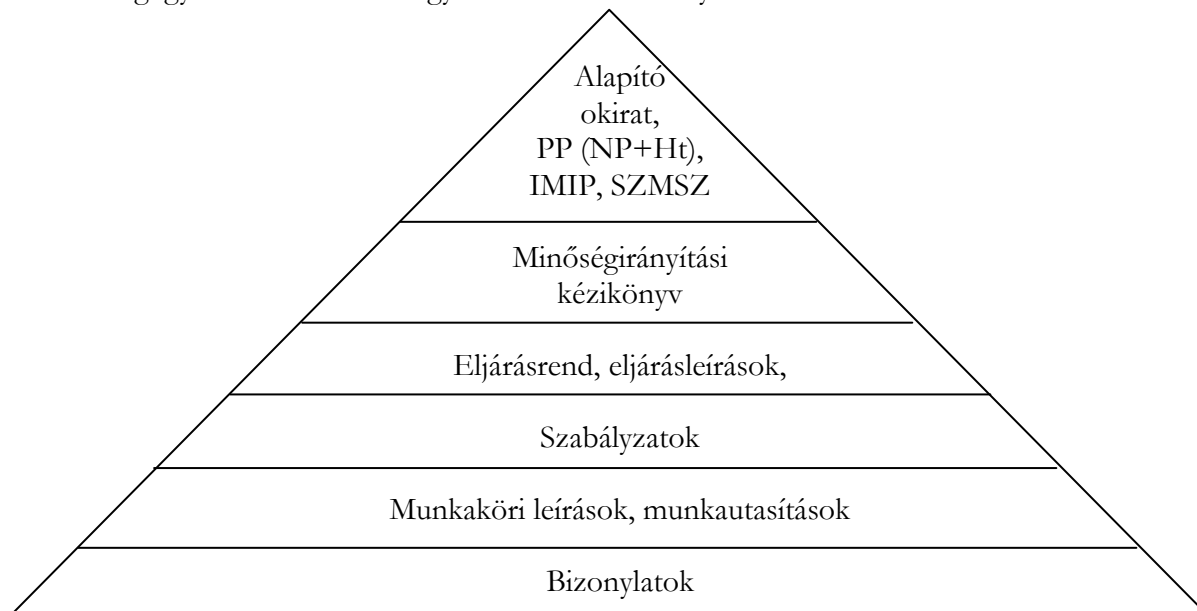 Alapító
okirat,
PP (NP+Ht),
IMIP, SZMSZ
Minőségirányítási
kézikönyv
Eljárásrend, eljárásleírások,
Szabályzatok
Munkaköri leírások, munkautasítások
Bizonylatok